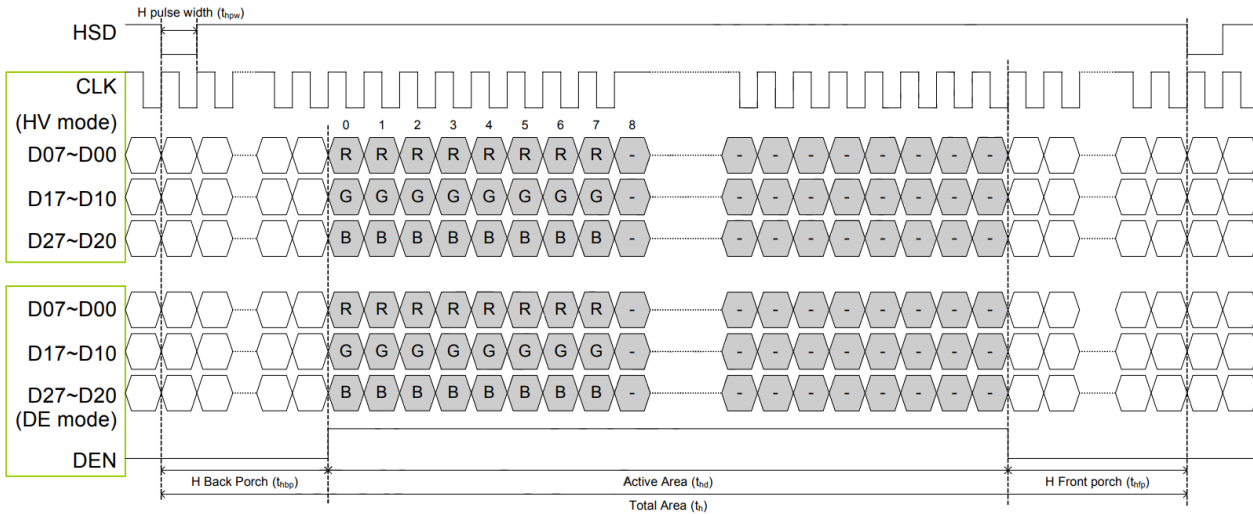 H pulse width (thpw)
HSD
CLK
(HV mode)
0 1 2 3 4 5 6 7 8
D07~D00 R R R R R R R R - - - - - - - - -
D17~D10 G G G G G G G G - - - - - - - - -
D27~D20 B B B B B B B B - - - - - - - - -
D07~D00 R R R R R R R R - - - - - - - - -
D17~D10 G G G G G G G G - - - - - - - - -
D27~D20 B B B B B B B B - - - - - - - - -
(DE mode)
DEN
H Back Porch (thbp) Active Area (thd) H Front porch (thfp)
Total Area (th)